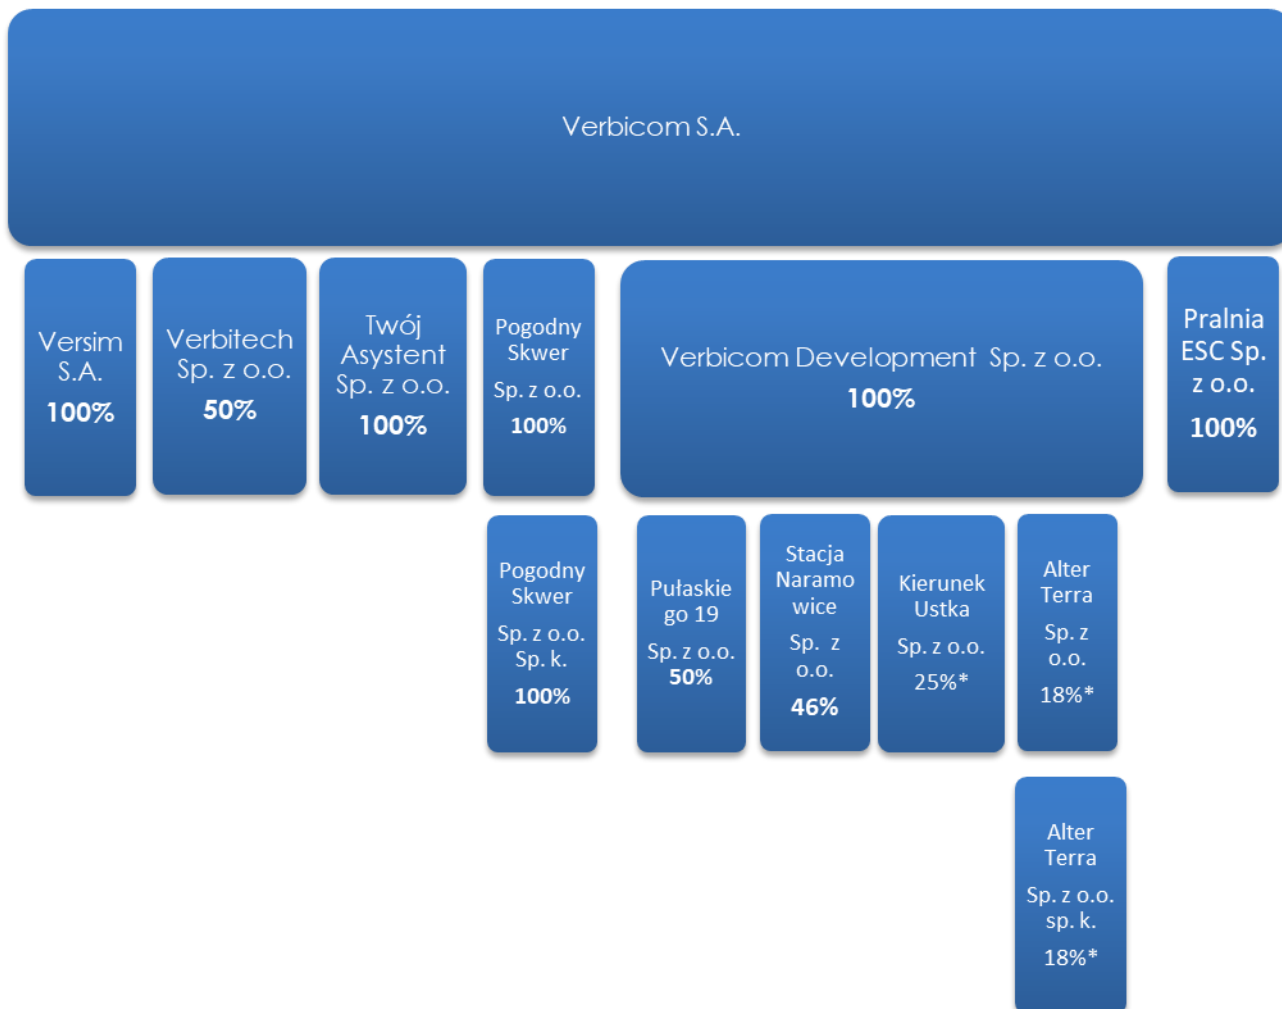 Verbicom S.A.
Versim
S.A.
100%
Verbitech
Sp. z o.o.
50%
Twój
Asystent
Sp. z o.o.
100%
Pogodny
Skwer
Sp. z o.o.
100%
Verbicom Development Sp. z o.o.
100%
Pralnia
ESC Sp.
z o.o.
100%
Pogodny
Skwer
Sp. z o.o.
Sp. k.
100%
Pułaskie
go 19
Sp. z o.o.
50%
Stacja
Naramo
wice
Sp. z
o.o.
46%
Kierunek
Ustka
Sp. z o.o.
25%*
Alter
Terra
Sp. z
o.o.
18%*
Alter
Terra
Sp. z o.o.
sp. k.
18%*